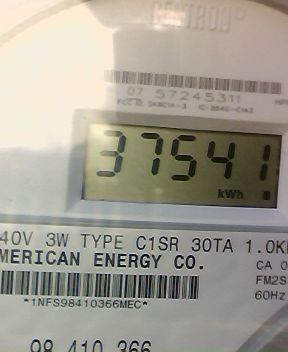 CENTRON®
07 57245311
37541
kWh
40V 3W TYPE C1SR 30TA 1.0K
MERICAN ENERGY CO.
CA 0
FM2S
60Hz
*1NFS98410366MEC*
98 410 366